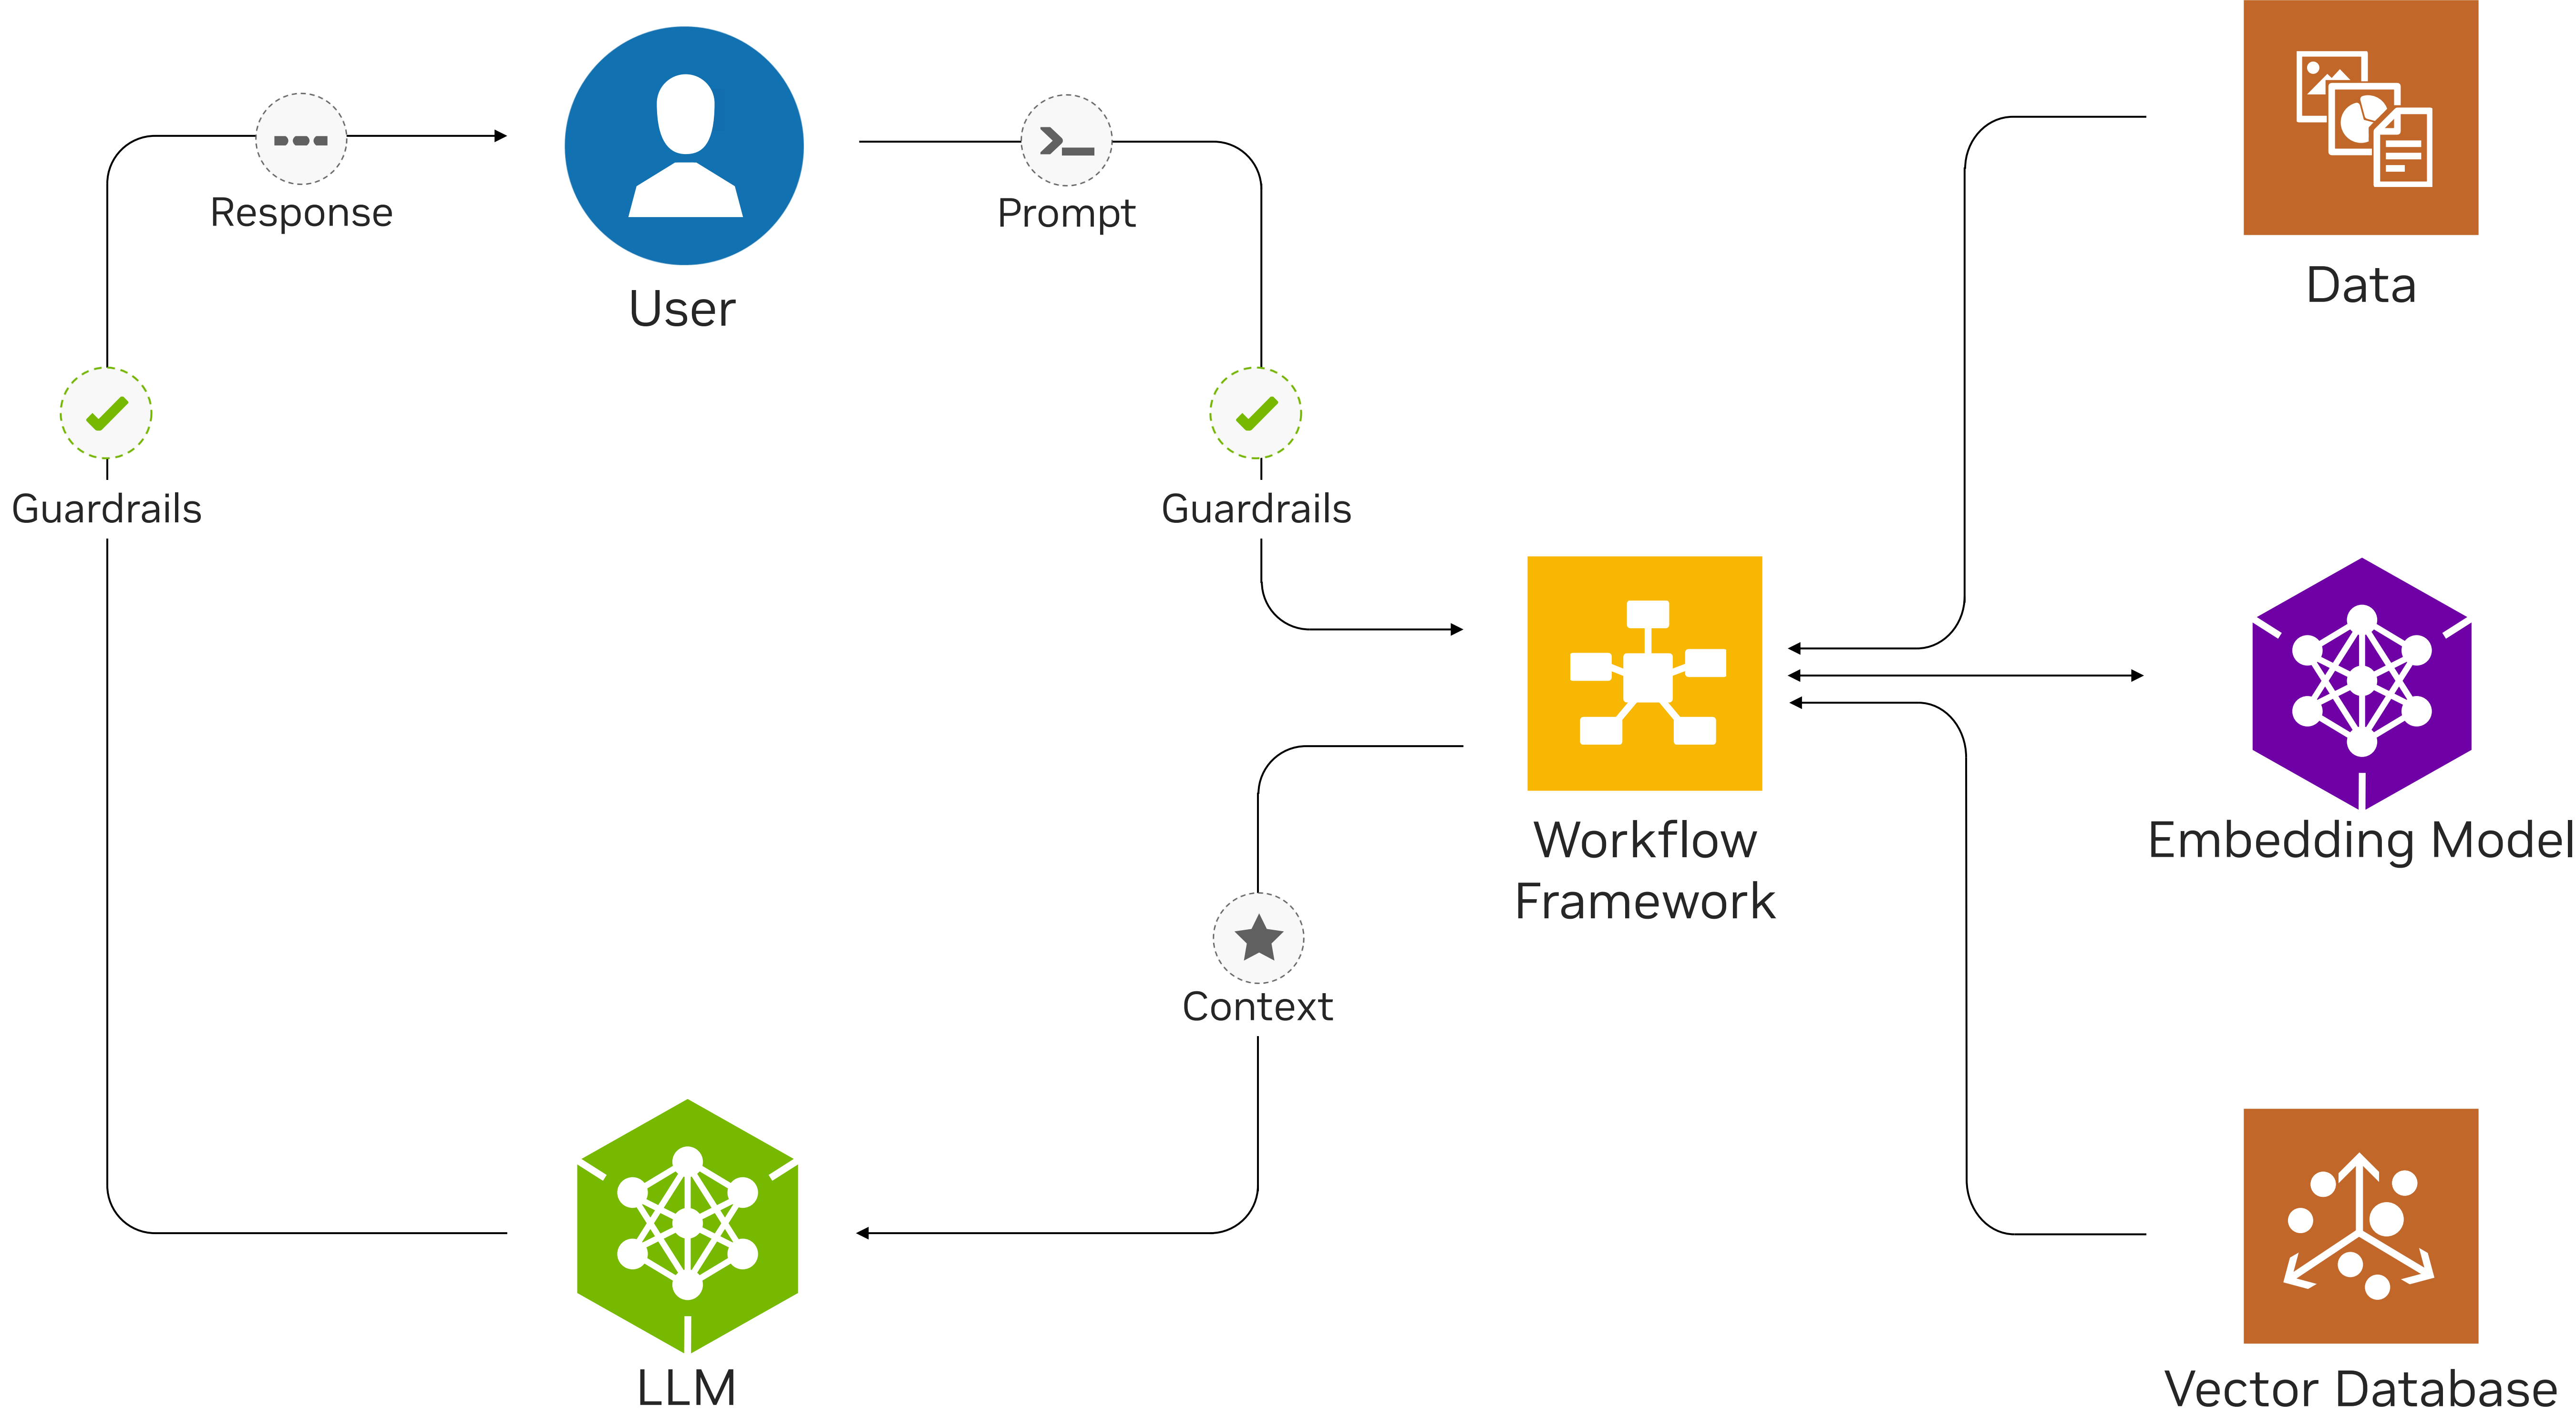 Response
User
Prompt
Data
Guardrails
Guardrails
Workflow
Framework
Embedding Model
Context
LLM
Vector Database